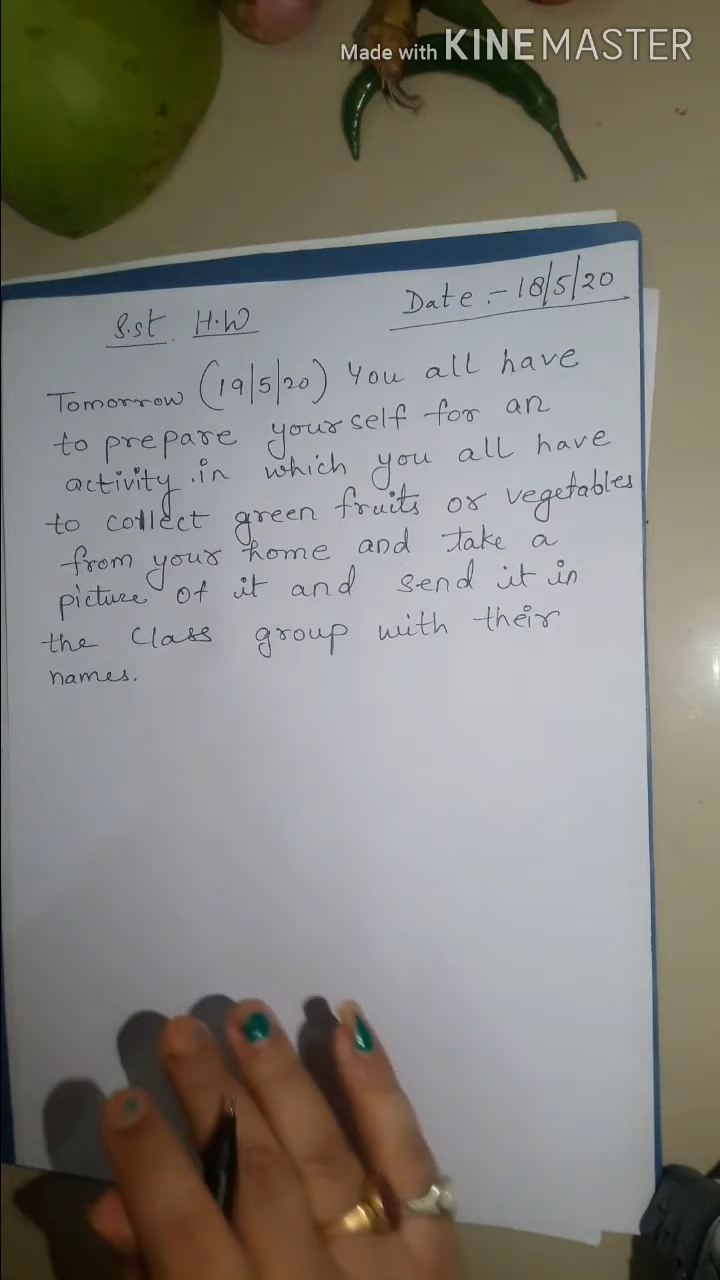 Made with KINEMASTER
S.st. H.W Date :- 18/5/20
Tomorrow (19/5/20) You all have
to prepare yourself for an
activity in which you all have
to collect green fruits or vegetables
from your home and take a
picture of it and send it in
the class group with their
names.